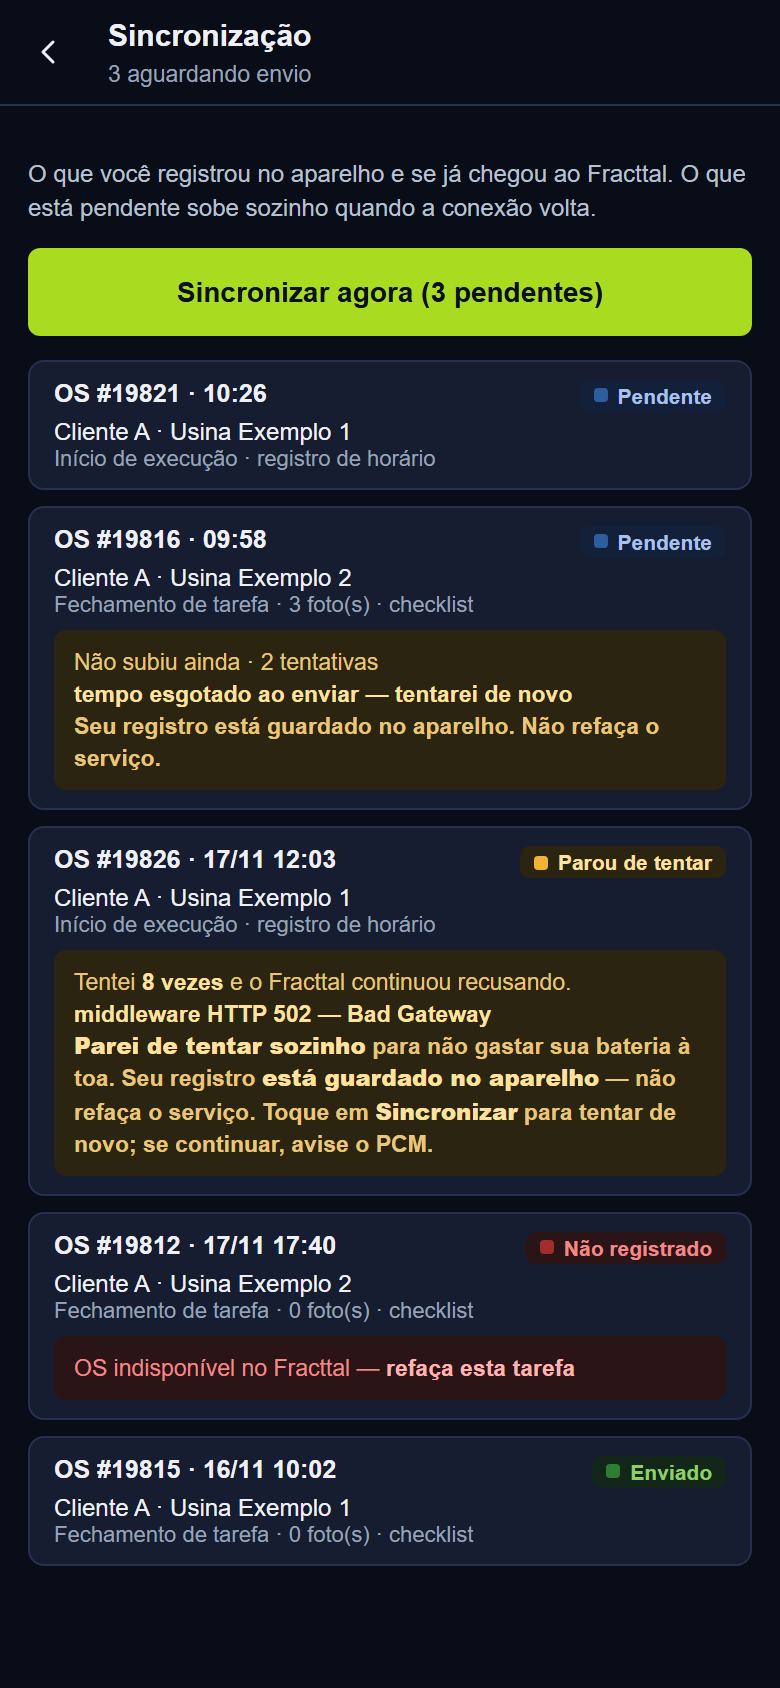 Sincronização
3 aguardando envio
O que você registrou no aparelho e se já chegou ao Fracttal. O que
está pendente sobe sozinho quando a conexão volta.
Sincronizar agora (3 pendentes)
OS #19821 · 10:26
Pendente
Cliente A · Usina Exemplo 1
Início de execução · registro de horário
OS #19816 · 09:58
Pendente
Cliente A · Usina Exemplo 2
Fechamento de tarefa · 3 foto(s) · checklist
Não subiu ainda · 2 tentativas
tempo esgotado ao enviar — tentarei de novo
Seu registro está guardado no aparelho. Não refaça o
serviço.
OS #19826 · 17/11 12:03
Parou de tentar
Cliente A · Usina Exemplo 1
Início de execução · registro de horário
Tentei 8 vezes e o Fracttal continuou recusando.
middleware HTTP 502 — Bad Gateway
Parei de tentar sozinho para não gastar sua bateria à
toa. Seu registro está guardado no aparelho — não
refaça o serviço. Toque em Sincronizar para tentar de
novo; se continuar, avise o PCM.
OS #19812 · 17/11 17:40
Não registrado
Cliente A · Usina Exemplo 2
Fechamento de tarefa · 0 foto(s) · checklist
OS indisponível no Fracttal — refaça esta tarefa
OS #19815 · 16/11 10:02
Enviado
Cliente A · Usina Exemplo 1
Fechamento de tarefa · 0 foto(s) · checklist